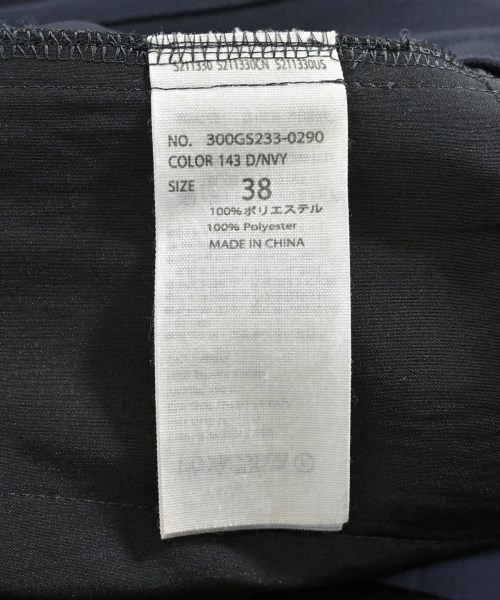 S211330 S211330CN S211330US
NO. 300GS233-0290
COLOR 143 D/NVY
SIZE 38
100%ポリエステル
100% Polyester
MADE IN CHINA